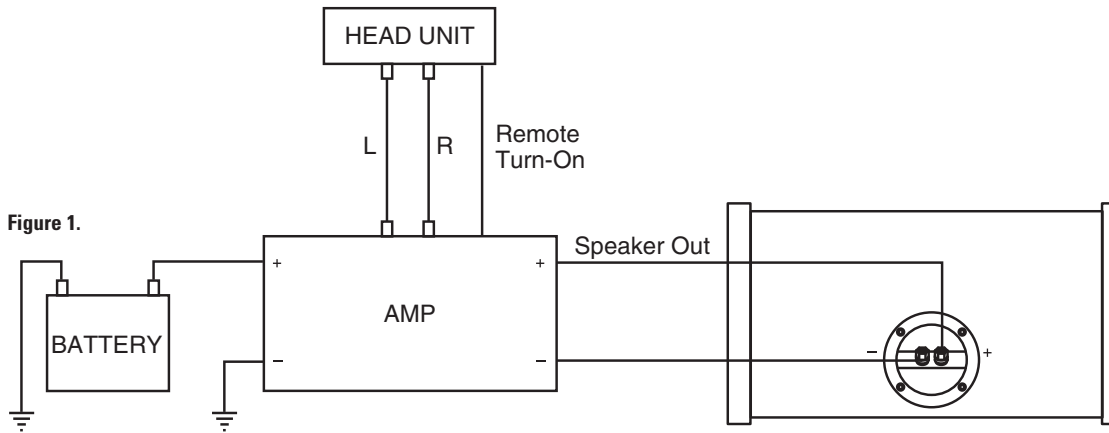 HEAD UNIT
L
R
Remote
Turn-On
Figure 1.
+
+
Speaker Out
AMP
BATTERY
–
–
–
+